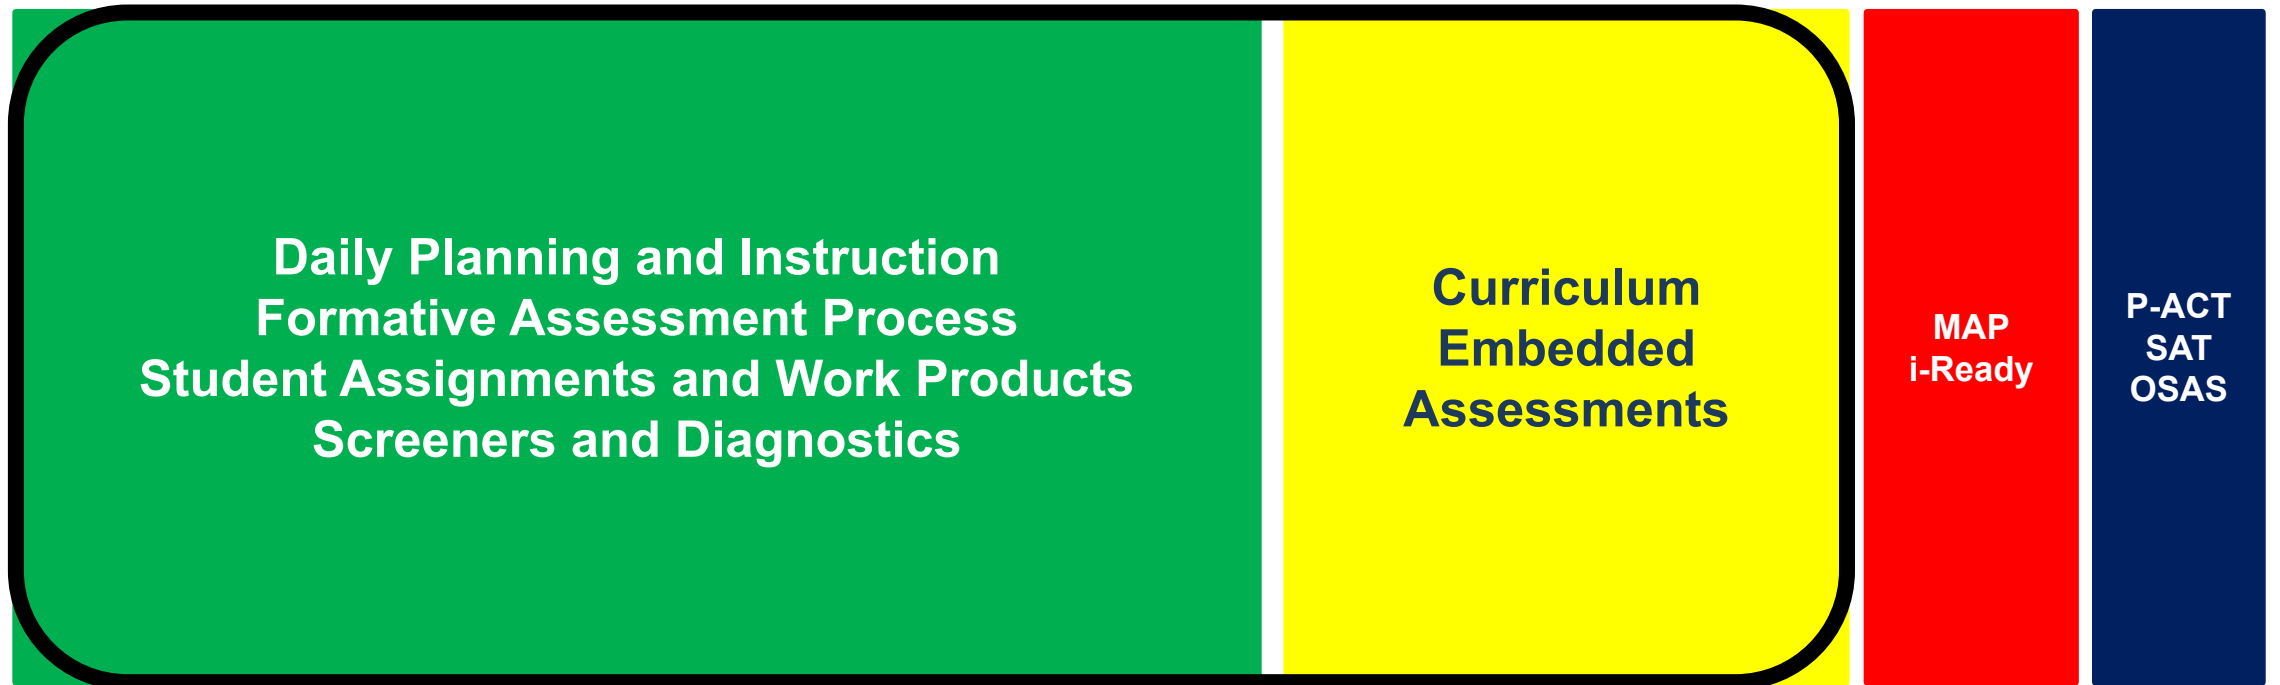 Daily Planning and Instruction
Formative Assessment Process
Student Assignments and Work Products
Screeners and Diagnostics
Curriculum
Embedded
Assessments
MAP
i-Ready
P-ACT
SAT
OSAS